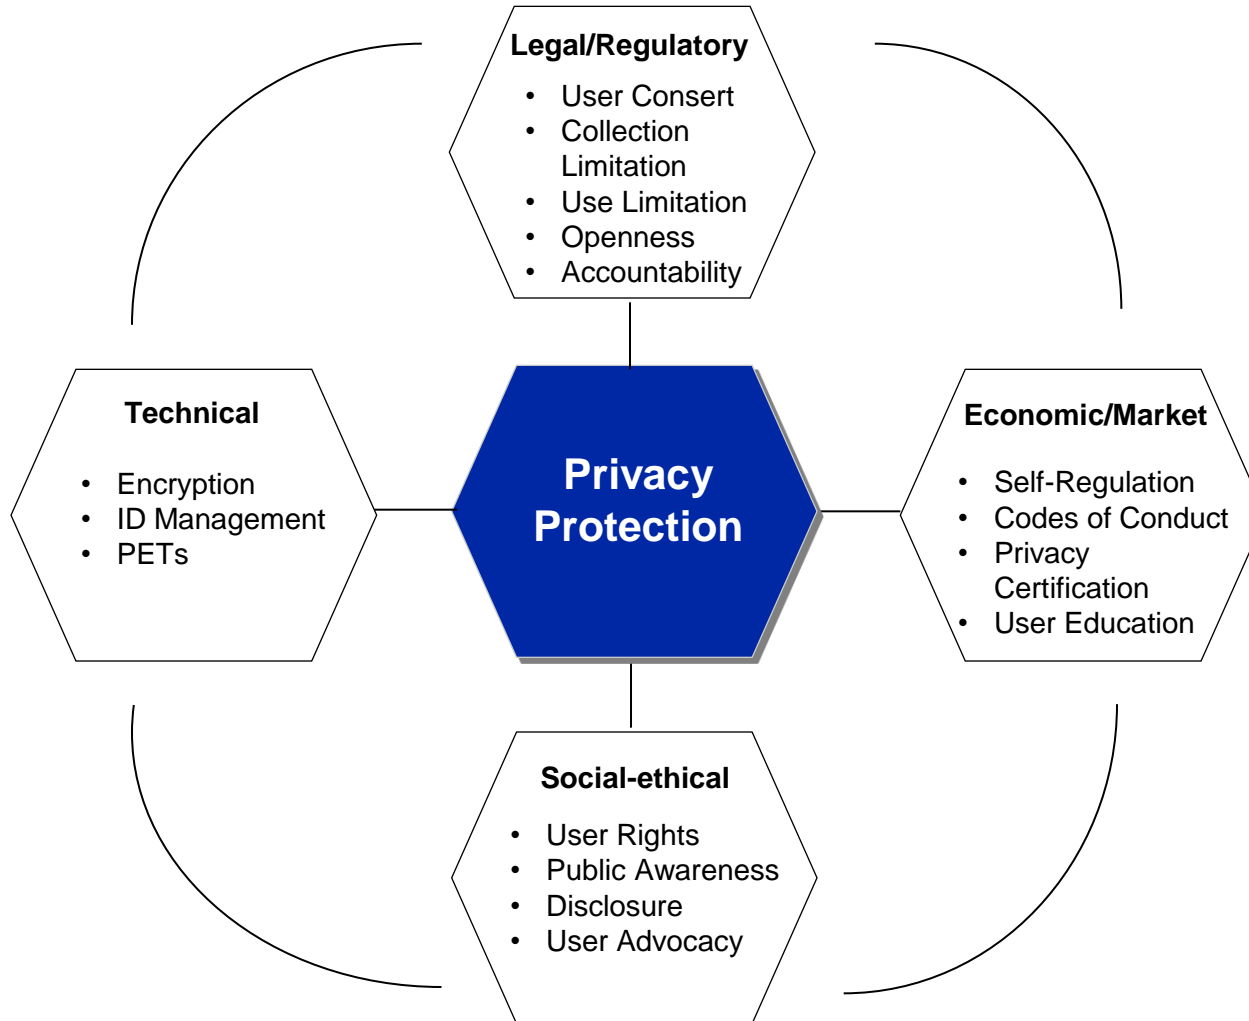 Legal/Regulatory
• User Consert
• Collection
Limitation
• Use Limitation
• Openness
• Accountability
Technical
• Encryption
• ID Management
• PETs
Privacy
Protection
Economic/Market
• Self-Regulation
• Codes of Conduct
• Privacy
Certification
• User Education
Social-ethical
• User Rights
• Public Awareness
• Disclosure
• User Advocacy